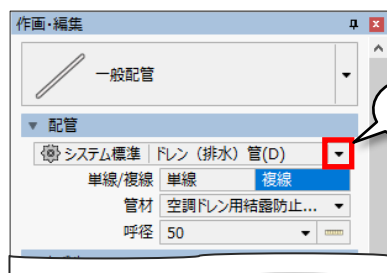 作画・編集
一般配管
配管
システム標準 ドレン（排水）管(D)
単線/複線 単線 複線
管材 空調ドレン用結露防止...
呼径 50